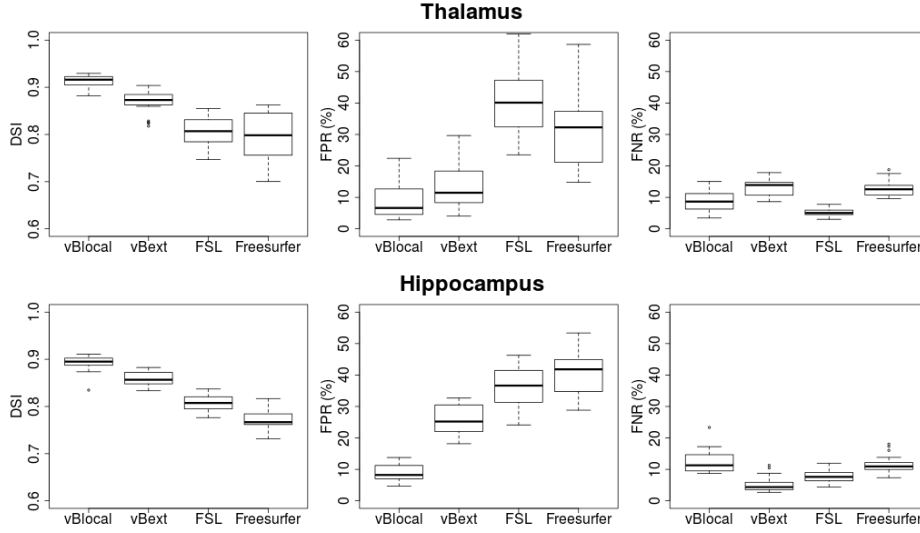 Thalamus
DSI
1.0
0.9
0.8
0.7
0.6
vBlocal vBext FSL Freesurfer
FPR (%)
60
50
40
30
20
10
0
vBlocal vBext FSL Freesurfer
FNR (%)
60
50
40
30
20
10
0
vBlocal vBext FSL Freesurfer
Hippocampus
DSI
1.0
0.9
0.8
0.7
0.6
vBlocal vBext FSL Freesurfer
FPR (%)
60
50
40
30
20
10
0
vBlocal vBext FSL Freesurfer
FNR (%)
60
50
40
30
20
10
0
vBlocal vBext FSL Freesurfer